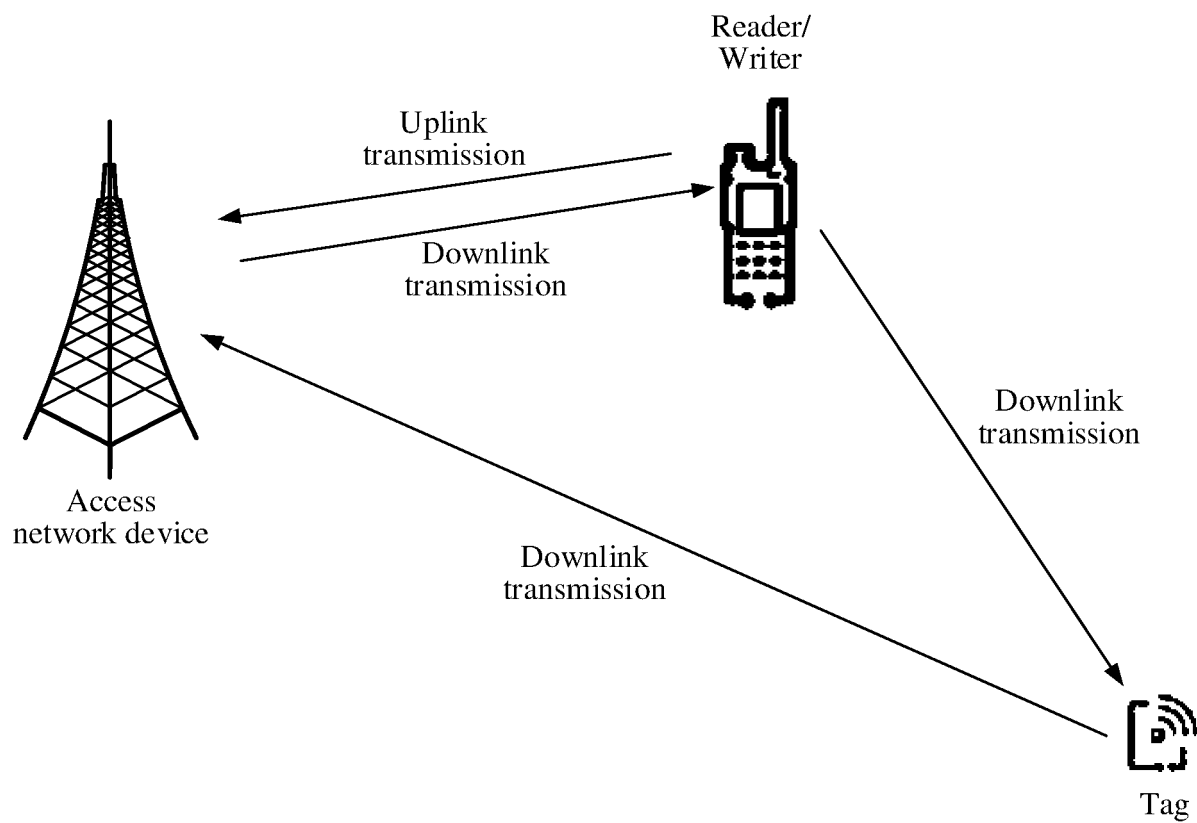 Reader/
Writer
Uplink
transmission
Downlink
transmission
Downlink
transmission
Access
network device
Downlink
transmission
Tag